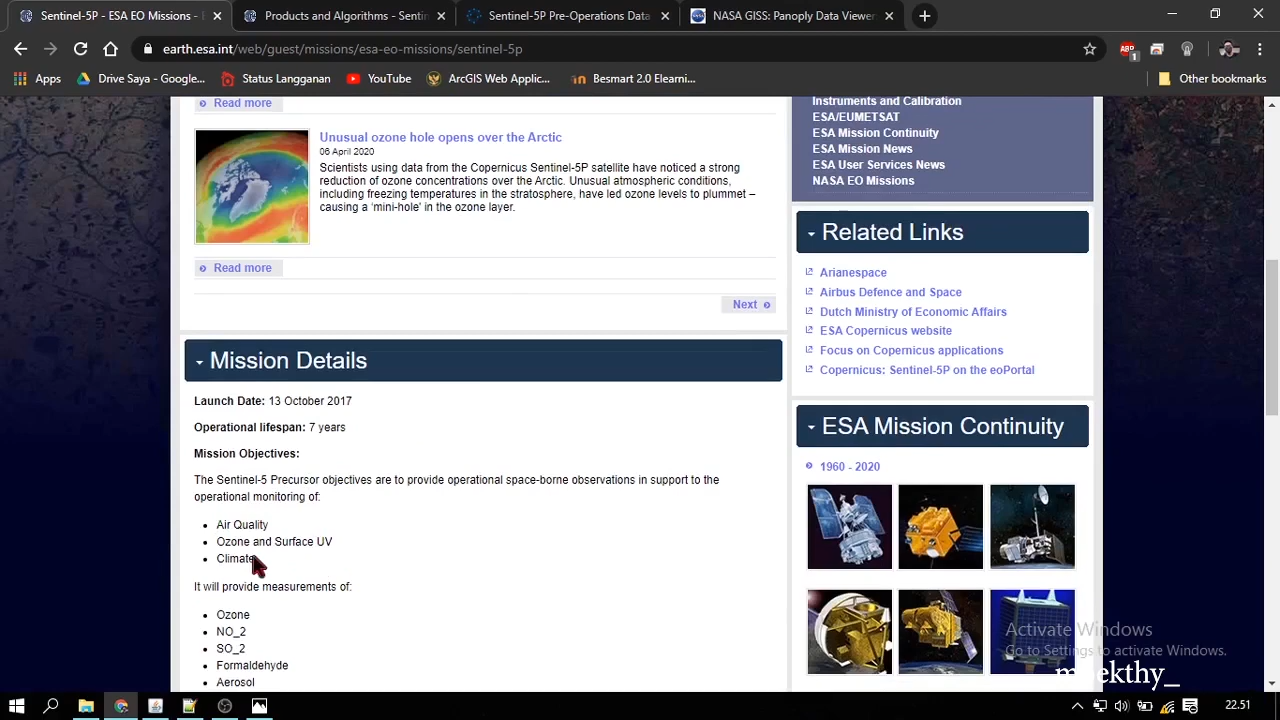 Sentinel-5P - ESA EO Mission -
Products and Algorithms - Senti
Sentinel-5P Pre-Operations Data
NASA GISS: Panoply Data Viewer
earth.esa.int/web/guest/missions/esa-eo-missions/sentinel-5p
ABP
1
Apps
Drive Saya - Google...
Status Langganan
YouTube
ArcGIS Web Applic...
Besmart 2.0 Elearni...
Other bookmarks
Read more
Unusual ozone hole opens over the Arctic
06 April 2020
Scientists using data from the Copernicus Sentinel-5P satellite have noticed a strong
reduction of ozone concentrations over the Arctic. Unusual atmospheric conditions,
including freezing temperatures in the stratosphere, have led ozone levels to plummet –
causing a ‘mini-hole’ in the ozone layer.
Read more
Next
Mission Details
Launch Date: 13 October 2017
Operational lifespan: 7 years
Mission Objectives:
The Sentinel-5 Precursor objectives are to provide operational space-borne observations in support to the
operational monitoring of:
Air Quality
Ozone and Surface UV
Climate
It will provide measurements of:
Ozone
NO_2
SO_2
Formaldehyde
Aerosol
Instruments and Calibration
ESA/EUMETSAT
ESA Mission Continuity
ESA Mission News
ESA User Services News
NASA EO Missions
Related Links
Arianespace
Airbus Defence and Space
Dutch Ministry of Economic Affairs
ESA Copernicus website
Focus on Copernicus applications
Copernicus: Sentinel-5P on the eoPortal
ESA Mission Continuity
1960 - 2020
Activate Windows
Go to Settings to activate Windows.
22.51